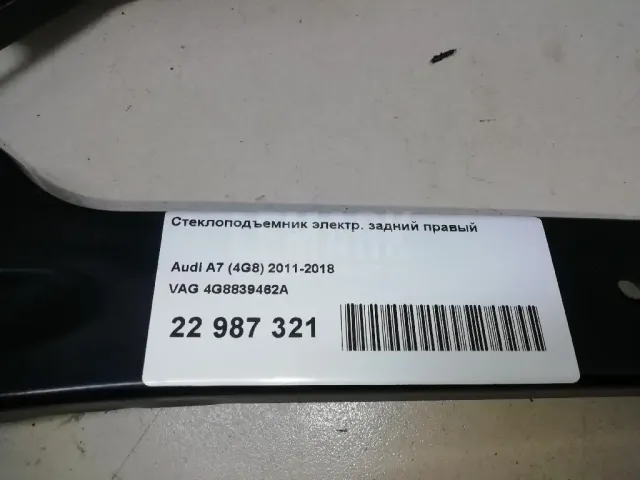 Стеклоподъемник электр. задний правый
Audi A7 (4G8) 2011-2018
VAG 4G8839462A
22 987 321